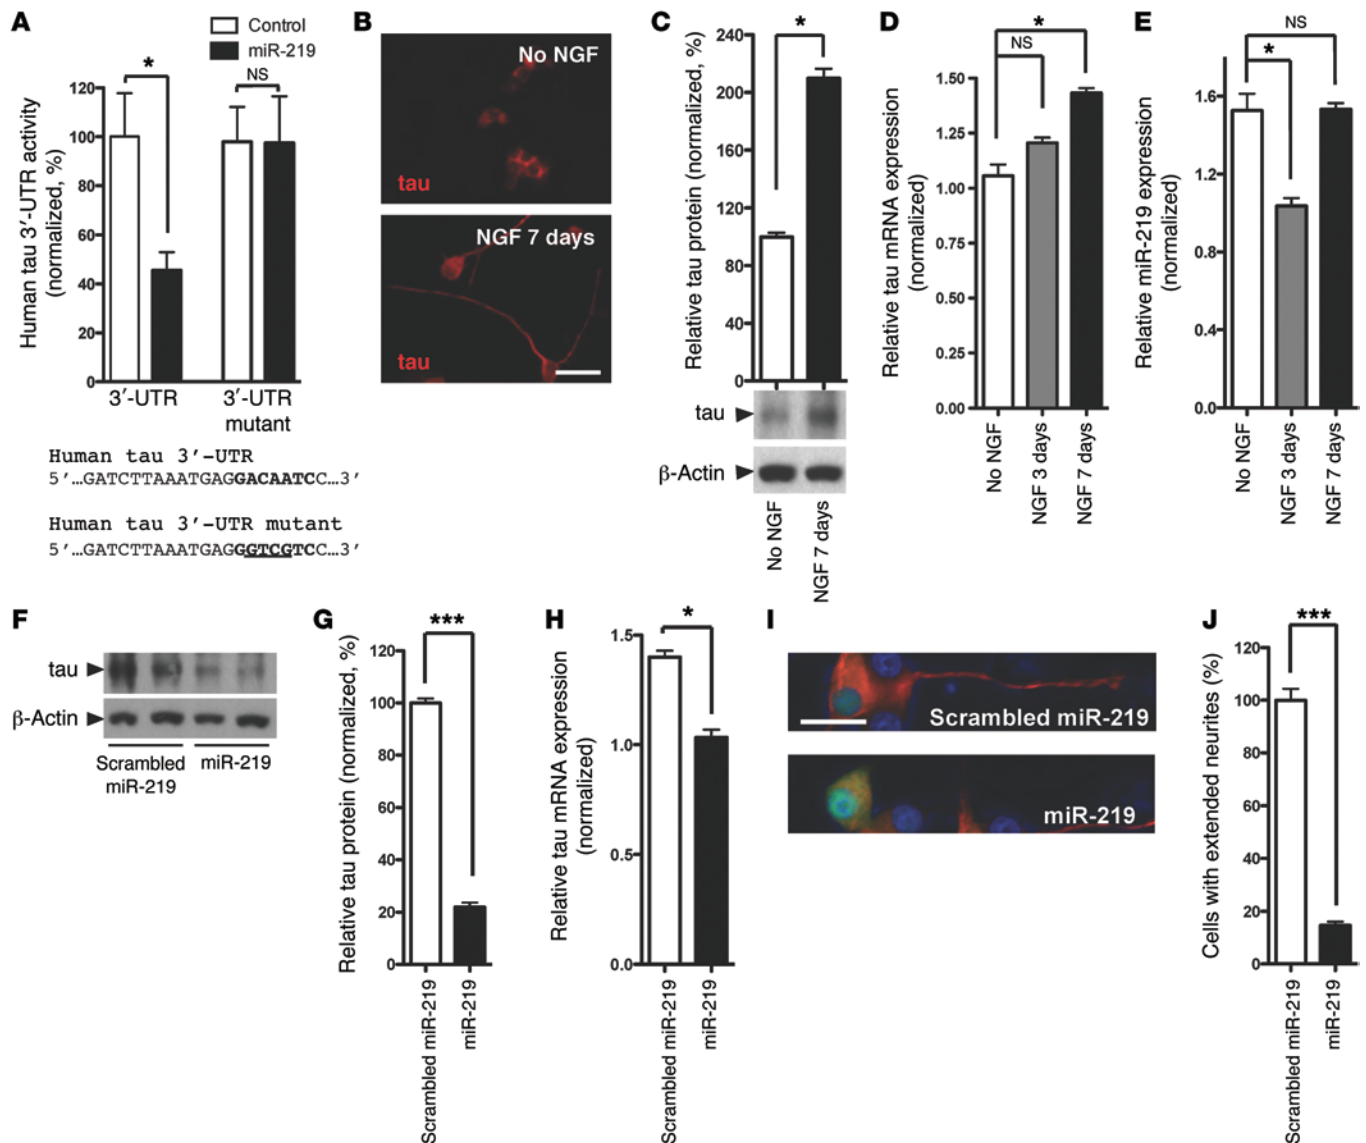 A
Control
miR-219
*
NS
Human tau 3′-UTR activity
(normalized, %)
120
100
80
60
40
20
0
3′-UTR
3′-UTR
mutant
Human tau 3′-UTR
5′…GATCTTAAATGAGGACAATCC…3′
Human tau 3′-UTR mutant
5′…GATCTTAAATGAGGGTCGTCC…3′
B
No NGF
tau
NGF 7 days
tau
C
*
Relative tau protein (normalized, %)
240
200
160
120
80
40
0
tau
β-Actin
No NGF
NGF 7 days
D
*
NS
Relative tau mRNA expression
(normalized)
1.50
1.25
1.00
0.75
0.50
0.25
0.00
No NGF
NGF 3 days
NGF 7 days
E
NS
*
Relative miR-219 expression
(normalized)
1.6
1.2
0.8
0.4
0.0
No NGF
NGF 3 days
NGF 7 days
F
tau
β-Actin
Scrambled
miR-219
miR-219
G
***
Relative tau protein (normalized, %)
120
100
80
60
40
20
0
Scrambled miR-219
miR-219
H
*
Relative tau mRNA expression
(normalized)
1.5
1.0
0.5
0.0
Scrambled miR-219
miR-219
I
Scrambled miR-219
miR-219
J
***
Cells with extended neurites (%)
120
100
80
60
40
20
0
Scrambled miR-219
miR-219